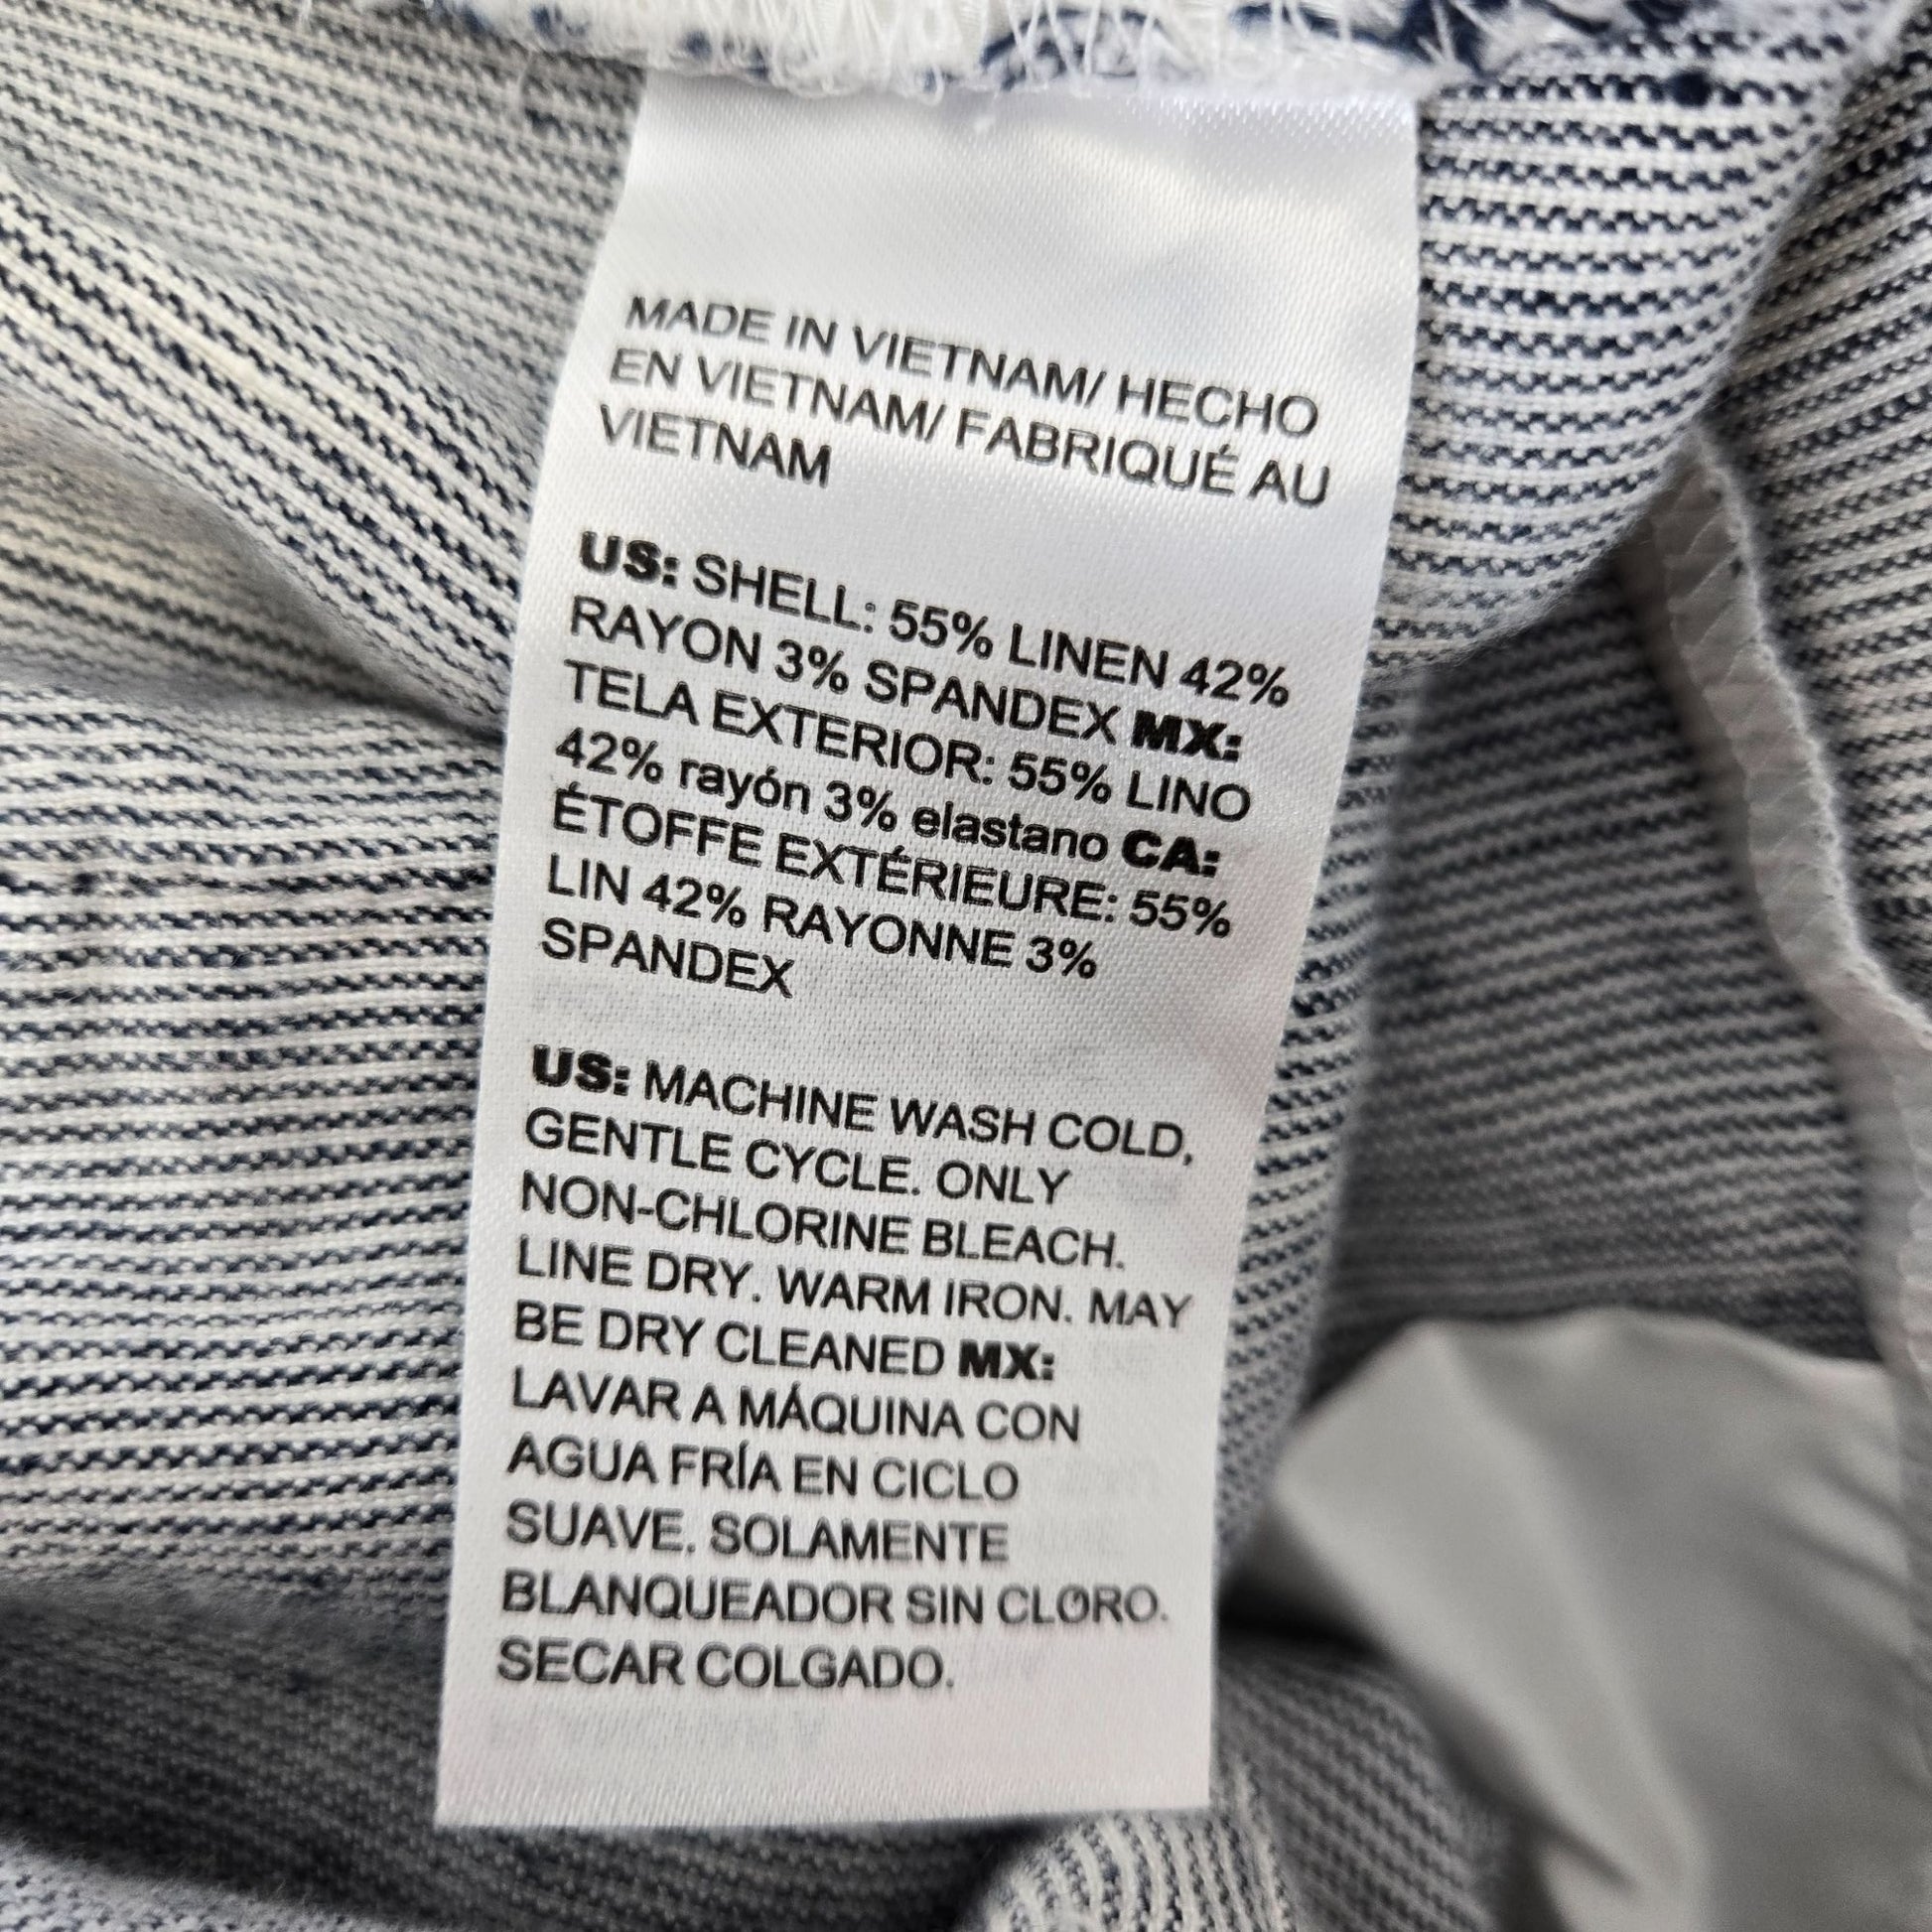 MADE IN VIETNAM/ HECHO
EN VIETNAM/ FABRIQUÉ AU
VIETNAM
US: SHELL: 55% LINEN 42%
RAYON 3% SPANDEX MX:
TELA EXTERIOR: 55% LINO
42% rayón 3% elastano CA:
ÉTOFFE EXTÉRIEURE: 55%
LIN 42% RAYONNE 3%
SPANDEX
US: MACHINE WASH COLD,
GENTLE CYCLE. ONLY
NON-CHLORINE BLEACH.
LINE DRY. WARM IRON. MAY
BE DRY CLEANED MX:
LAVAR A MÁQUINA CON
AGUA FRÍA EN CICLO
SUAVE. SOLAMENTE
BLANQUEADOR SIN CLORO.
SECAR COLGADO.